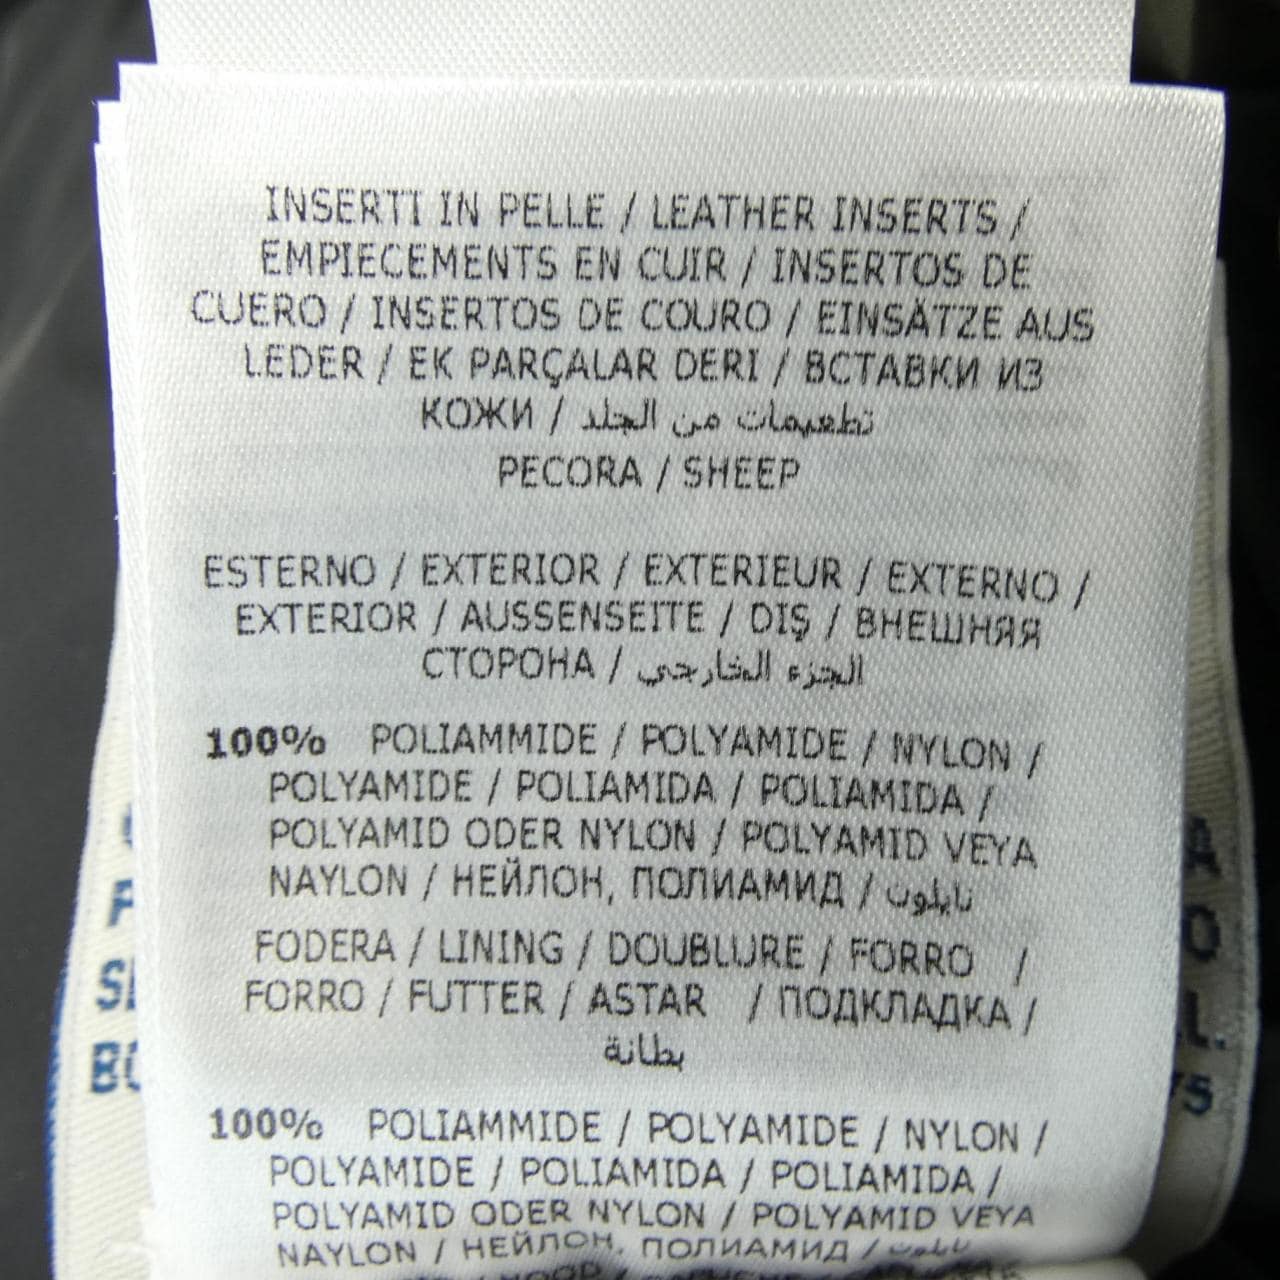 INSERTI IN PELLE / LEATHER INSERTS /
EMPIECEMENTS EN CUIR / INSERTOS DE
CUERO / INSERTOS DE COURO / EINSÄTZE AUS
LEDER / EK PARÇALAR DERI / ВСТАВКИ ИЗ
КОЖИ / تطعيمات من الجلد
PECORA / SHEEP
ESTERNO / EXTERIOR / EXTERIEUR / EXTERNO /
EXTERIOR / AUSSENSEITE / DIŞ / ВНЕШНЯЯ
СТОРОНА / الجزء الخارجي
100% POLIAMMIDE / POLYAMIDE / NYLON /
POLYAMIDE / POLIAMIDA / POLIAMIDA /
POLYAMID ODER NYLON / POLYAMID VEYA
NAYLON / НЕЙЛОН, ПОЛИАМИД / نايلون
FODERA / LINING / DOUBLURE / FORRO /
FORRO / FUTTER / ASTAR / ПОДКЛАДКА /
بطانة
100% POLIAMMIDE / POLYAMIDE / NYLON /
POLYAMIDE / POLIAMIDA / POLIAMIDA /
POLYAMID ODER NYLON / POLYAMID VEYA
NAYLON / НЕЙЛОН, ПОЛИАМИД / نايلون